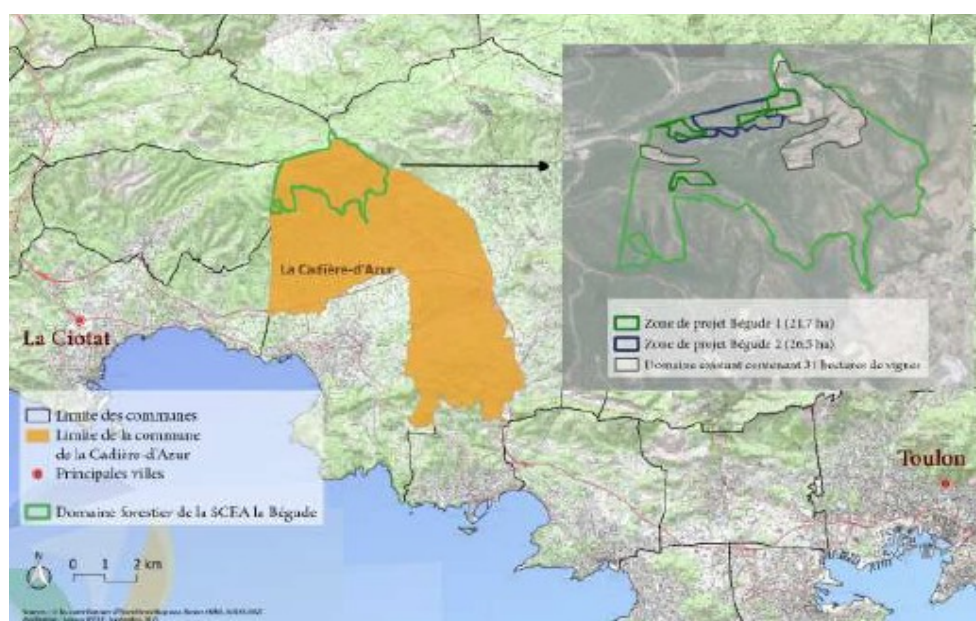 La Cadière-d'Azur
La Ciotat
Toulon
Zone de projet Bégude 1 (21,7 ha)
Zone de projet Bégude 2 (26,5 ha)
Domaine existant contenant 31 hectares de vignes
Limite des communes
Limite de la commune
de la Cadière-d'Azur
Principales villes
Domaine forestier de la SCEA la Bégude
N
0 1 2 km